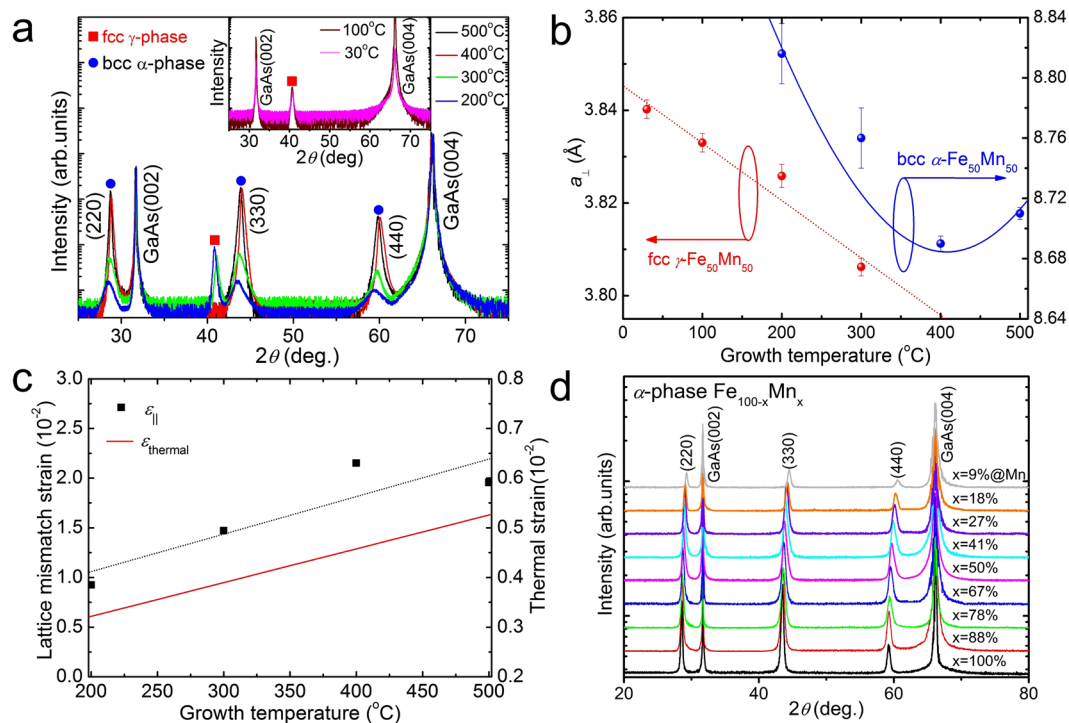 a
fcc γ-phase
bcc α-phase
Intensity
GaAs(002)
100°C
30°C
GaAs(004)
30 40 50 60 70
2θ (deg)
500°C
400°C
300°C
200°C
Intensity (arb.units)
(220)
GaAs(002)
(330)
(440)
GaAs(004)
30 40 50 60 70
2θ (deg.)
b
3.86
3.84
3.82
3.80
a⊥ (Å)
8.84
8.80
8.76
8.72
8.68
8.64
bcc α-Fe50Mn50
fcc γ-Fe50Mn50
0 100 200 300 400 500
Growth temperature (°C)
c
3.0
2.5
2.0
1.5
1.0
0.5
0.0
Lattice mismatch strain (10-2)
ε||
εthermal
0.8
0.7
0.6
0.5
0.4
0.3
0.2
Thermal strain(10-2)
200 250 300 350 400 450 500
Growth temperature (°C)
d
α-phase Fe100-xMnx
Intensity (arb.units)
(220)
GaAs(002)
(330)
(440)
GaAs(004)
x=9%@Mn
x=18%
x=27%
x=41%
x=50%
x=67%
x=78%
x=88%
x=100%
20 40 60 80
2θ (deg.)